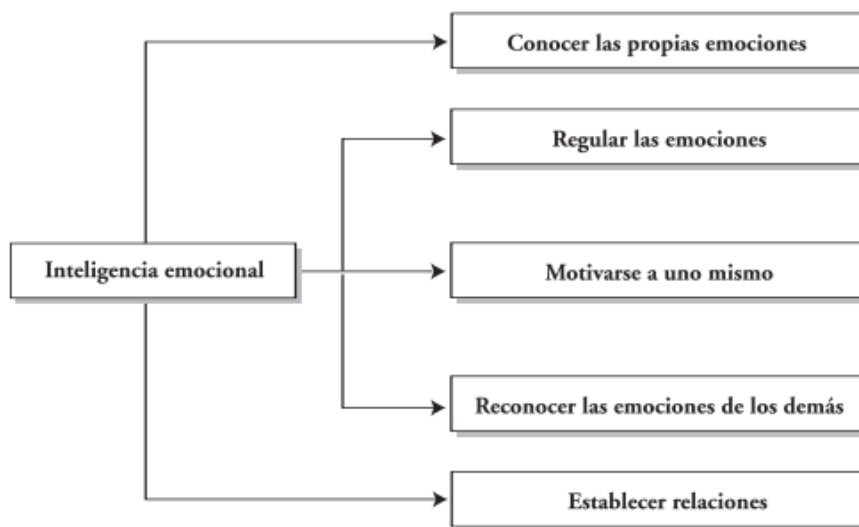 Conocer las propias emociones
Regular las emociones
Inteligencia emocional
Motivarse a uno mismo
Reconocer las emociones de los demás
Establecer relaciones